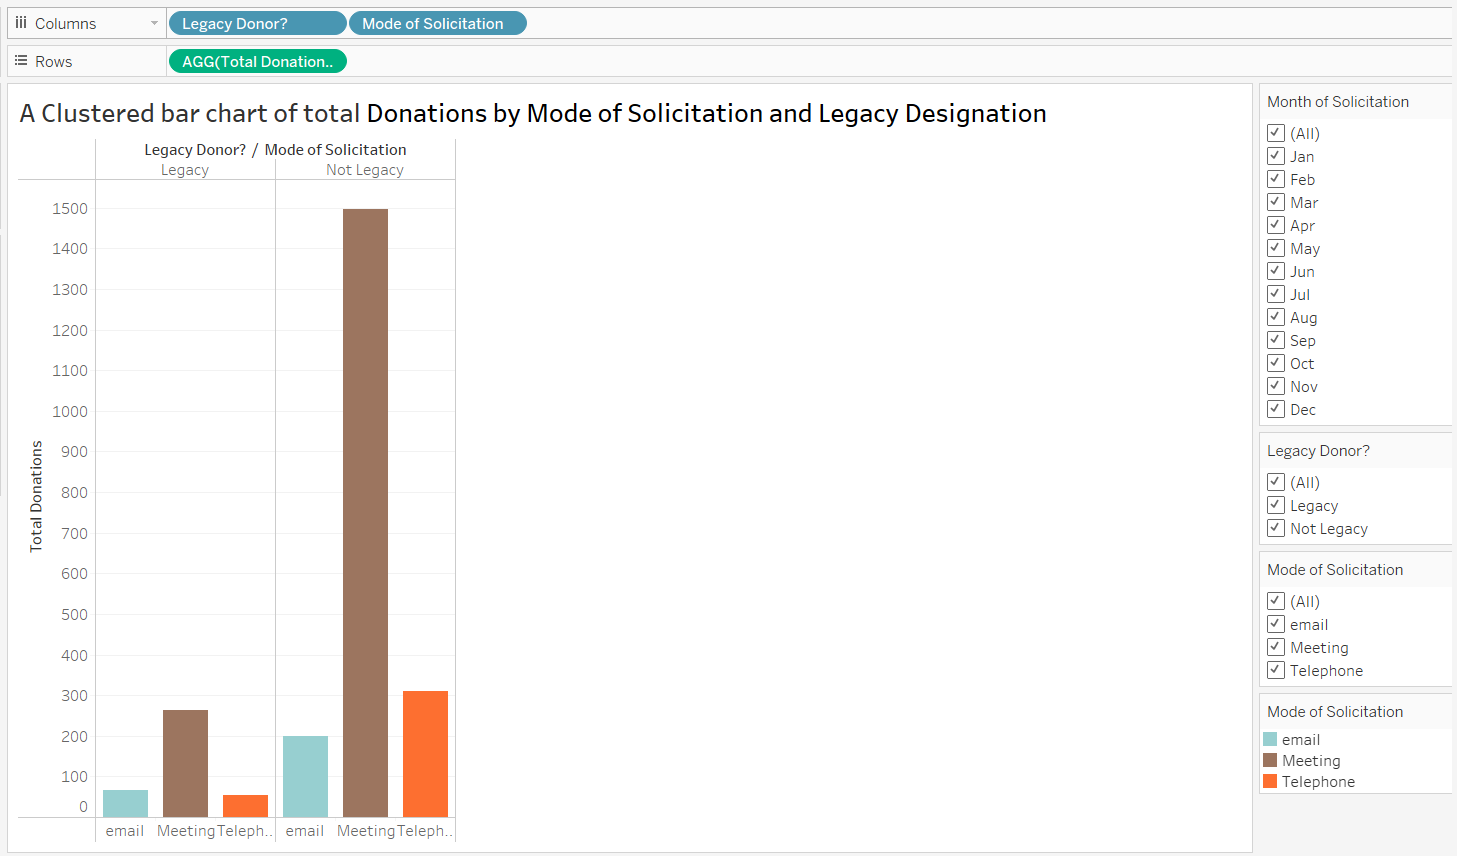 Columns
Legacy Donor?
Mode of Solicitation
Rows
AGG(Total Donation..
A Clustered bar chart of total Donations by Mode of Solicitation and Legacy Designation
Legacy Donor? / Mode of Solicitation
Legacy
Not Legacy
1500
1400
1300
1200
1100
1000
900
800
700
600
500
400
300
200
100
0
Total Donations
email
Meeting
Teleph..
email
Meeting
Teleph..
Month of Solicitation
(All)
Jan
Feb
Mar
Apr
May
Jun
Jul
Aug
Sep
Oct
Nov
Dec
Legacy Donor?
(All)
Legacy
Not Legacy
Mode of Solicitation
(All)
email
Meeting
Telephone
Mode of Solicitation
email
Meeting
Telephone